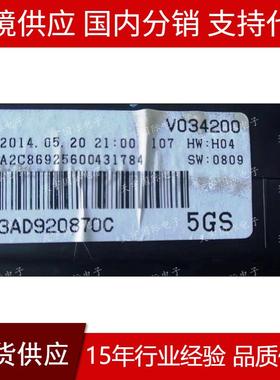 境供应 国内分销 支持代
V034200
2014.05.20 21:00 107 HW:H04
A2C86925600431784 SW:0809
3AD920870C 5GS
货供应 15年行业经验 品质